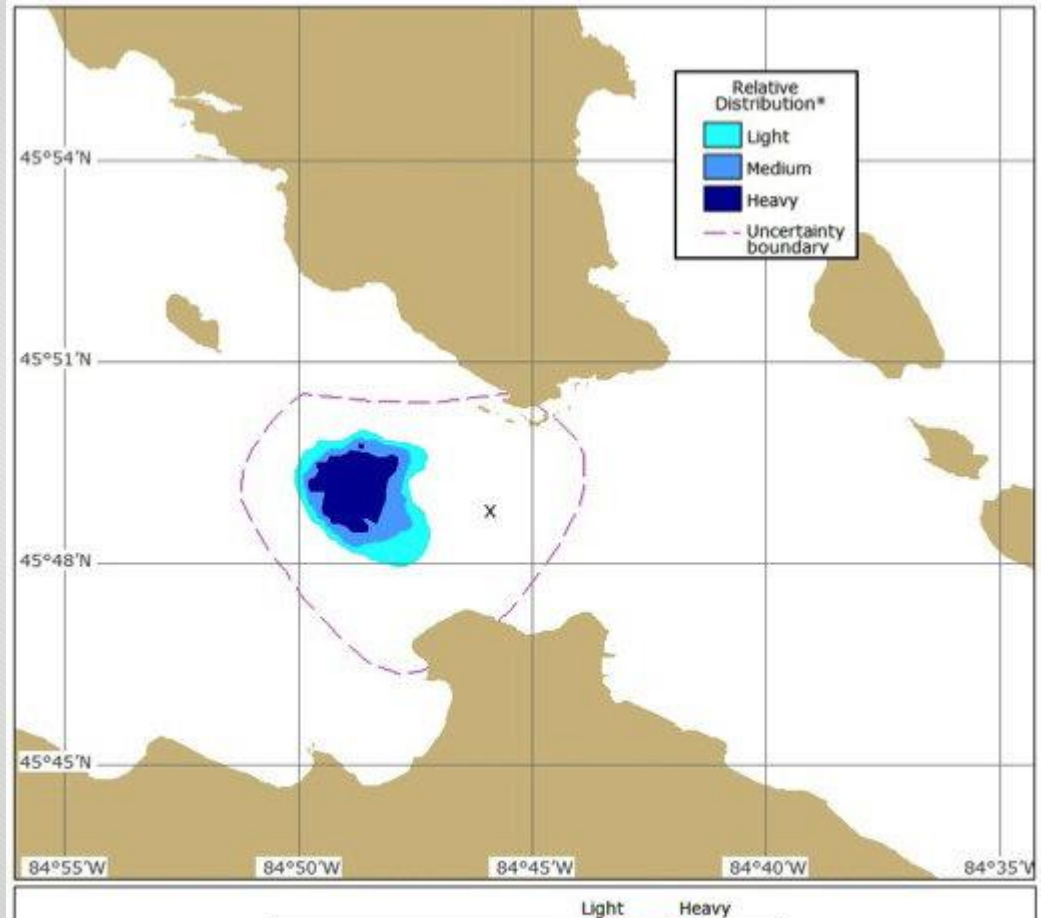 Relative
Distribution*
Light
Medium
Heavy
Uncertainty
boundary
45°54'N
45°51'N
X
45°48'N
45°45'N
84°55'W 84°50'W 84°45'W 84°40'W 84°35'W
Light Heavy